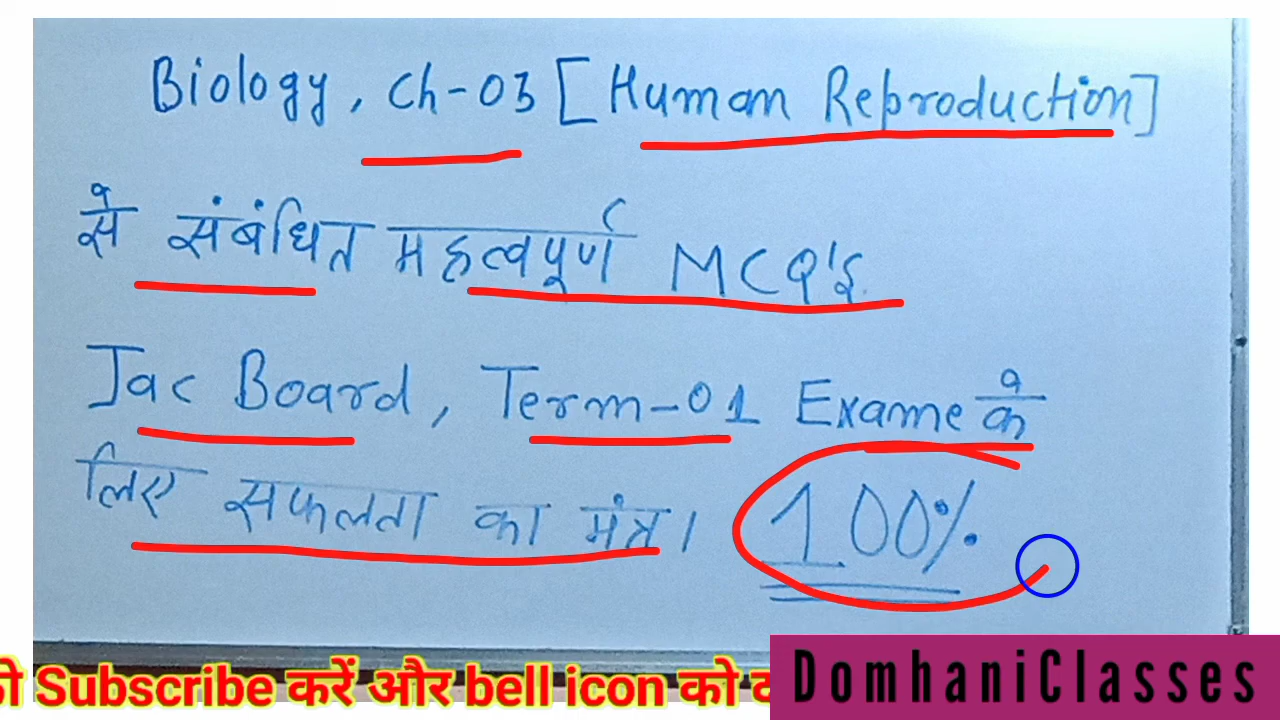 Biology, Ch-03 [Human Reproduction]
से संबंधित महत्वपूर्ण MCQ's
Jac Board, Term-01 Exame के
लिए सफलता का मंत्र। 100%
को Subscribe करें और bell icon को
DomhaniClasses